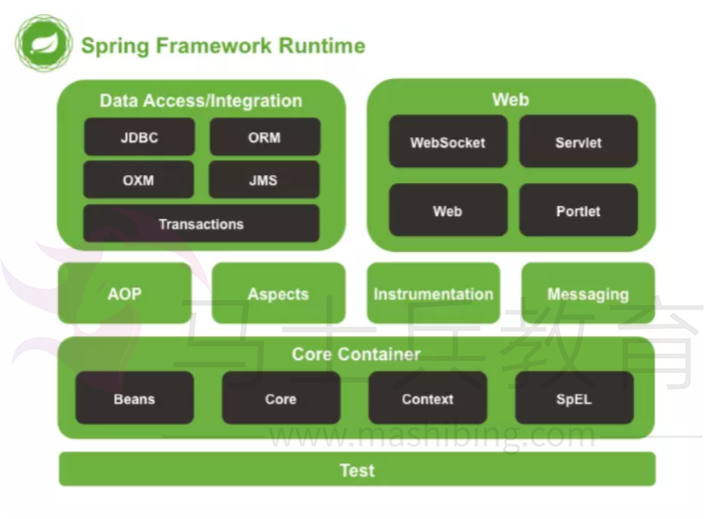 Spring Framework Runtime
Data Access/Integration
JDBC
ORM
OXM
JMS
Transactions
Web
WebSocket
Servlet
Web
Portlet
AOP
Aspects
Instrumentation
Messaging
马士兵教育
Core Container
Beans
Core
Context
SpEL
www.mashibing.com
Test